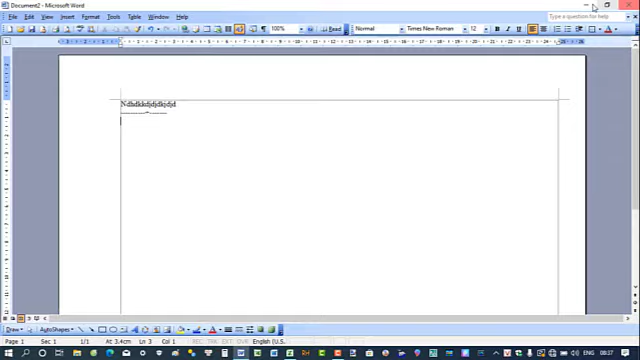 Document2 - Microsoft Word
File Edit View Insert Format Tools Table Window Help
Type a question for help
100% Read Normal Times New Roman 12 B I U
Draw AutoShapes
Page 1 Sec 1 1/1 At 3.4cm Ln 3 Col 1 REC TRK EXT OVR English (U.S.
ENG 08:37